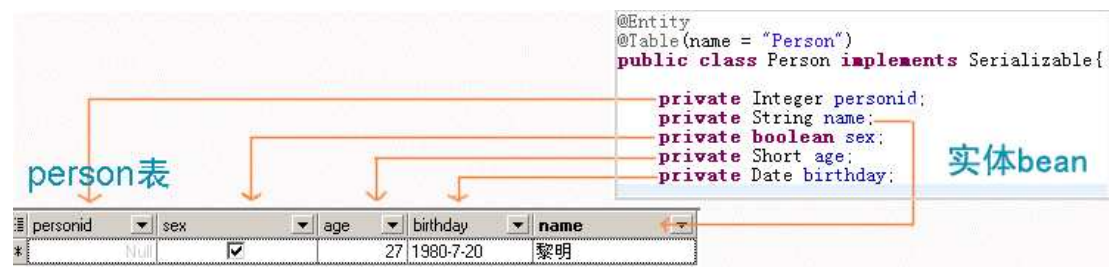 @Entity
@Table(name = "Person")
public class Person implements Serializable{
private Integer personid;
private String name;
private boolean sex;
private Short age;
private Date birthday;
实体bean
person表
personid sex age birthday name
* Null 27 1980-7-20 黎明